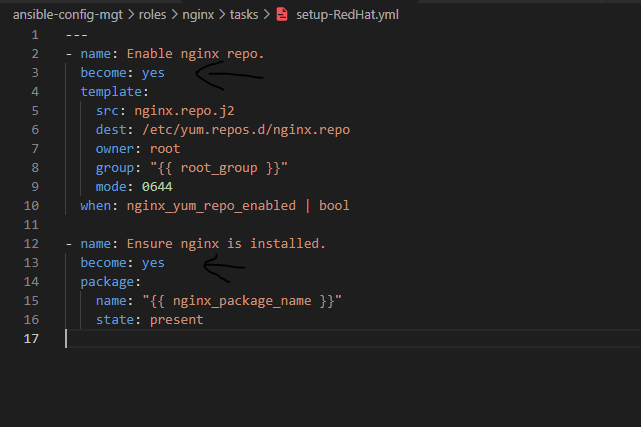 ansible-config-mgt > roles > nginx > tasks > setup-RedHat.yml
1 ---
2 - name: Enable nginx repo.
3   become: yes
4   template:
5     src: nginx.repo.j2
6     dest: /etc/yum.repos.d/nginx.repo
7     owner: root
8     group: "{{ root_group }}"
9     mode: 0644
10   when: nginx_yum_repo_enabled | bool
11
12 - name: Ensure nginx is installed.
13   become: yes
14   package:
15     name: "{{ nginx_package_name }}"
16     state: present
17